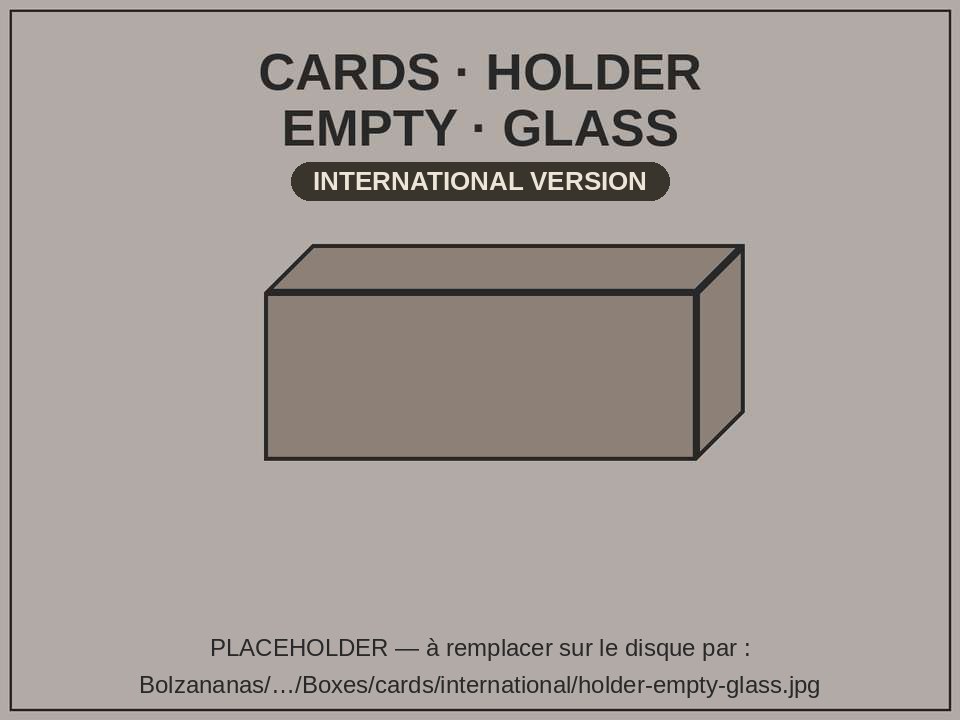 CARDS · HOLDER
EMPTY · GLASS
INTERNATIONAL VERSION
PLACEHOLDER — à remplacer sur le disque par :
Bolzananas/…/Boxes/cards/international/holder-empty-glass.jpg